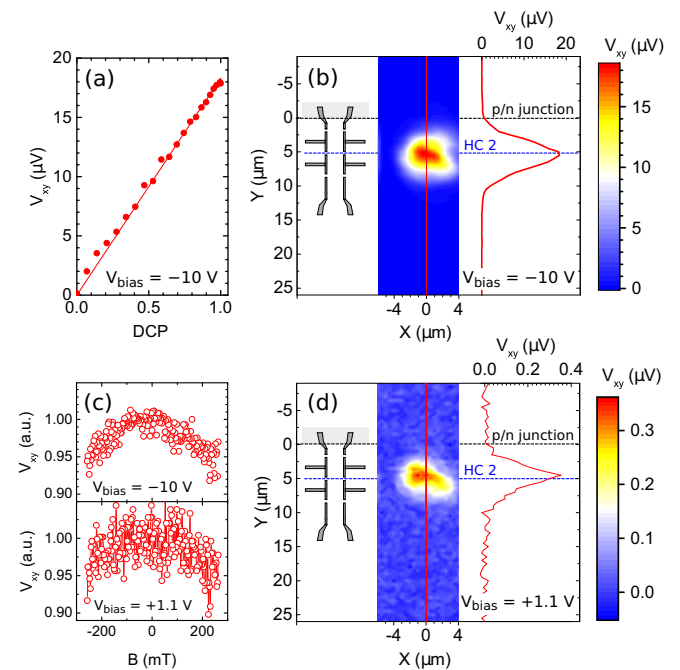 (a)
20
16
12
8
4
0
V_xy (µV)
V_bias = −10 V
0.0
0.5
1.0
DCP
(b)
V_xy (µV)
0
10
20
-5
0
5
10
15
20
25
Y (µm)
p/n junction
HC 2
V_bias = −10 V
-4
0
4
X (µm)
V_xy (µV)
15
10
5
0
(c)
1.00
0.95
0.90
V_xy (a.u.)
V_bias = −10 V
1.00
0.95
0.90
V_xy (a.u.)
V_bias = +1.1 V
-200
0
200
B (mT)
(d)
V_xy (µV)
0.0
0.2
0.4
-5
0
5
10
15
20
25
Y (µm)
p/n junction
HC 2
V_bias = +1.1 V
-4
0
4
X (µm)
V_xy (µV)
0.3
0.2
0.1
0.0